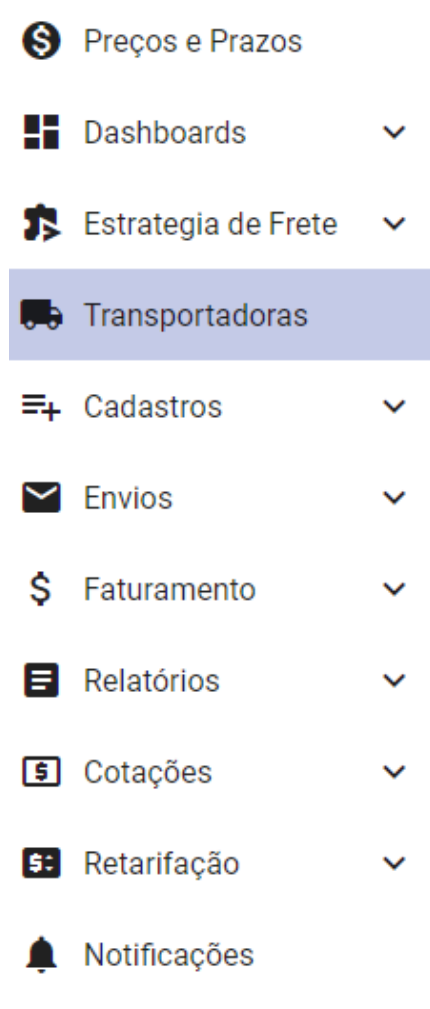 Preços e Prazos
Dashboards
Estrategia de Frete
Transportadoras
Cadastros
Envios
Faturamento
Relatórios
Cotações
Retarifação
Notificações